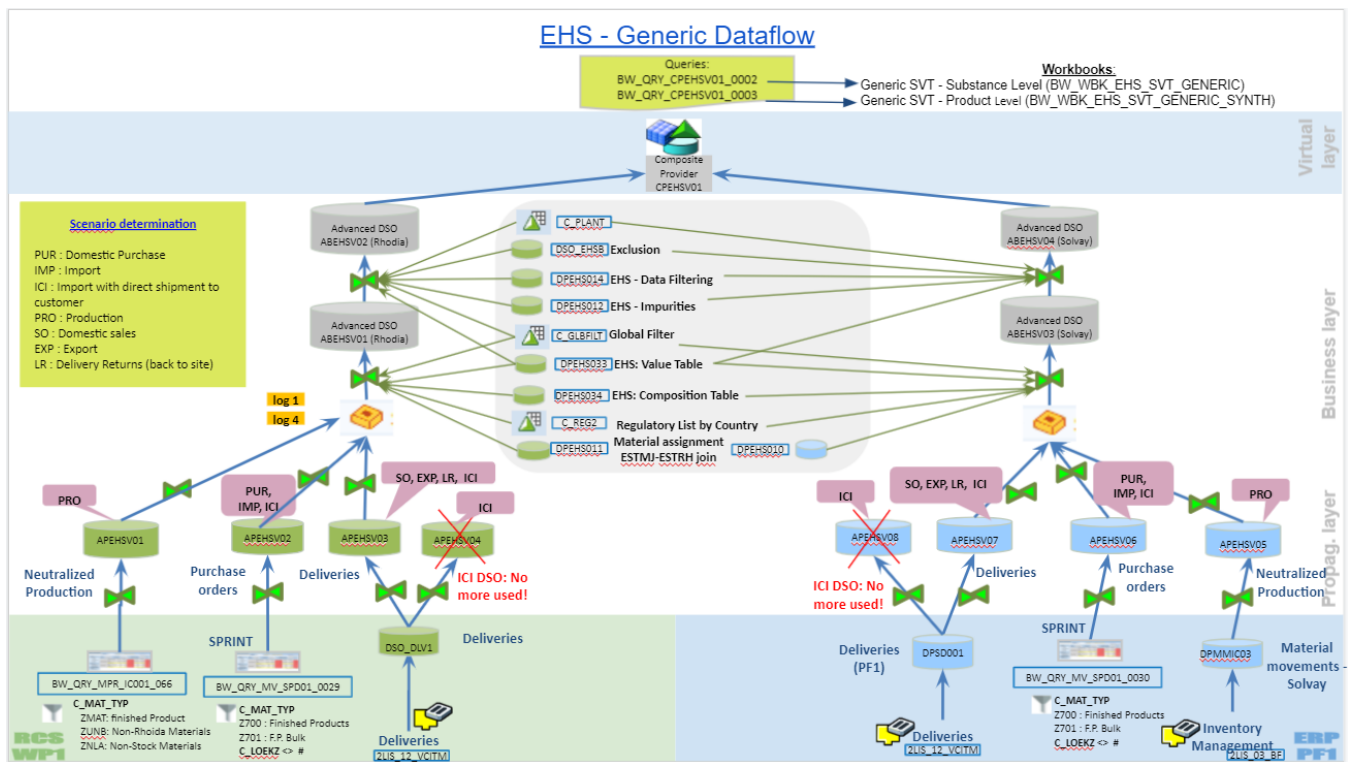 EHS - Generic Dataflow
Queries:
BW_QRY_CPEHSV01_0002
BW_QRY_CPEHSV01_0003
Workbooks:
Generic SVT - Substance Level (BW_WBK_EHS_SVT_GENERIC)
Generic SVT - Product Level (BW_WBK_EHS_SVT_GENERIC_SYNTH)
Virtual
layer
Composite
Provider
CPEHSV01
Scenario determination
PUR : Domestic Purchase
IMP : Import
ICI : Import with direct shipment to
customer
PRO : Production
SO : Domestic sales
EXP : Export
LR : Delivery Returns (back to site)
Advanced DSO
ABEHSV02 (Rhodia)
Advanced DSO
ABEHSV01 (Rhodia)
C_PLANT
DSO_EHSB Exclusion
DPEHS014 EHS - Data Filtering
DPEHS012 EHS - Impurities
C_GLBFILT Global Filter
DPEHS033 EHS: Value Table
DPEHS034 EHS: Composition Table
C_REG2 Regulatory List by Country
DPEHS011 Material assignment
ESTMJ-ESTRH join
DPEHS010
Advanced DSO
ABEHSV04 (Solvay)
Advanced DSO
ABEHSV03 (Solvay)
Business layer
log 1
log 4
PRO
PUR,
IMP, ICI
SO, EXP, LR, ICI
ICI
ICI
SO, EXP, LR, ICI
PUR,
IMP, ICI
PRO
APEHSV01
APEHSV02
APEHSV03
APEHSV04
APEHSV08
APEHSV07
APEHSV06
APEHSV05
Propag. layer
Neutralized
Production
Purchase
orders
Deliveries
ICI DSO: No
more used!
ICI DSO: No
more used!
Deliveries
Purchase
orders
Neutralized
Production
SPRINT
DSO_DLV1
Deliveries
Deliveries
(PF1)
DPSD001
SPRINT
DPMMIC03
Material
movements -
Solvay
BW_QRY_MPR_IC001_066
BW_QRY_MV_SPD01_0029
BW_QRY_MV_SPD01_0030
C_MAT_TYP
ZMAT: finished Product
ZUNB: Non-Rhoida Materials
ZNLA: Non-Stock Materials
C_MAT_TYP
Z700 : Finished Products
Z701 : F.P. Bulk
C_LOEKZ <> #
Deliveries
2LIS_12_VCITM
Deliveries
2LIS_12_VCITM
C_MAT_TYP
Z700 : Finished Products
Z701 : F.P. Bulk
C_LOEKZ <> #
Inventory
Management
2LIS_03_BF
RCS
WP1
ERP
PF1